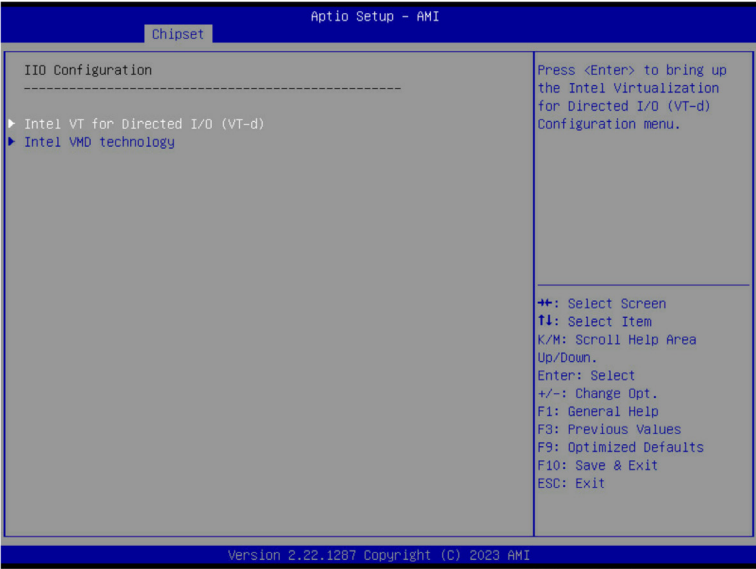 Aptio Setup – AMI
Chipset
IIO Configuration
--------------------------------------------------
Intel VT for Directed I/O (VT-d)
Intel VMD technology
Press <Enter> to bring up
the Intel Virtualization
for Directed I/O (VT-d)
Configuration menu.
→←: Select Screen
↑↓: Select Item
K/M: Scroll Help Area
Up/Down.
Enter: Select
+/-: Change Opt.
F1: General Help
F3: Previous Values
F9: Optimized Defaults
F10: Save & Exit
ESC: Exit
Version 2.22.1287 Copyright (C) 2023 AMI